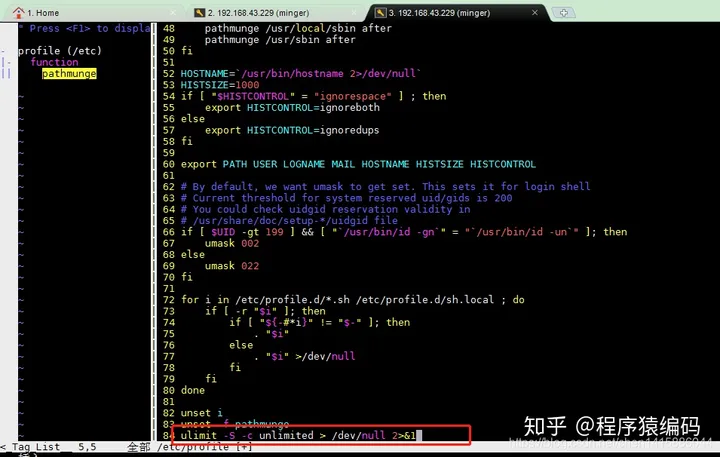 1. Home
2. 192.168.43.229 (minger)
3. 192.168.43.229 (minger)
" Press <F1> to displa
profile (/etc)
function
pathmunge
48 pathmunge /usr/local/sbin after
49 pathmunge /usr/sbin after
50 fi
51
52 HOSTNAME=`/usr/bin/hostname 2>/dev/null`
53 HISTSIZE=1000
54 if [ "$HISTCONTROL" = "ignorespace" ] ; then
55 export HISTCONTROL=ignoreboth
56 else
57 export HISTCONTROL=ignoredups
58 fi
59
60 export PATH USER LOGNAME MAIL HOSTNAME HISTSIZE HISTCONTROL
61
62 # By default, we want umask to get set. This sets it for login shell
63 # Current threshold for system reserved uid/gids is 200
64 # You could check uidgid reservation validity in
65 # /usr/share/doc/setup-*/uidgid file
66 if [ $UID -gt 199 ] && [ "`/usr/bin/id -gn`" = "`/usr/bin/id -un`" ]; then
67 umask 002
68 else
69 umask 022
70 fi
71
72 for i in /etc/profile.d/*.sh /etc/profile.d/sh.local ; do
73 if [ -r "$i" ]; then
74 if [ "${-#*i}" != "$-" ]; then
75 . "$i"
76 else
77 . "$i" >/dev/null
78 fi
79 fi
80 done
81
82 unset i
83 unset -f pathmunge
84 ulimit -S -c unlimited > /dev/null 2>&1
知乎 @程序猿编码
<_Tag_List__ 5,5 全部 /etc/profile [+]